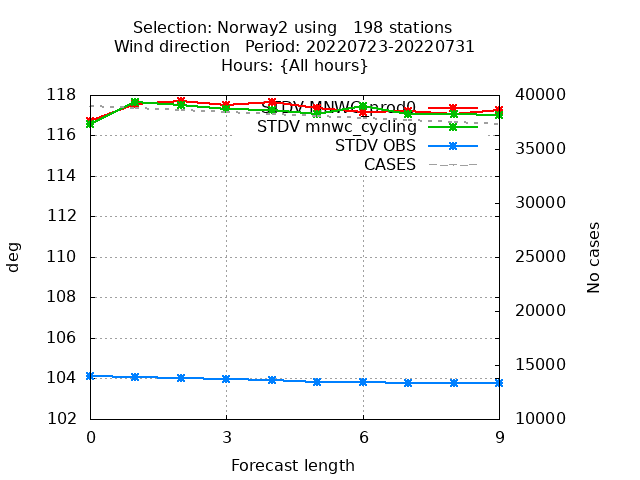 Selection: Norway2 using   198 stations
Wind direction   Period: 20220723-20220731
Hours: {All hours}
118
116
114
112
110
108
106
104
102
deg
40000
35000
30000
25000
20000
15000
10000
No cases
STDV MNWC_prod0
STDV mnwc_cycling
STDV OBS
CASES
0 3 6 9
Forecast length